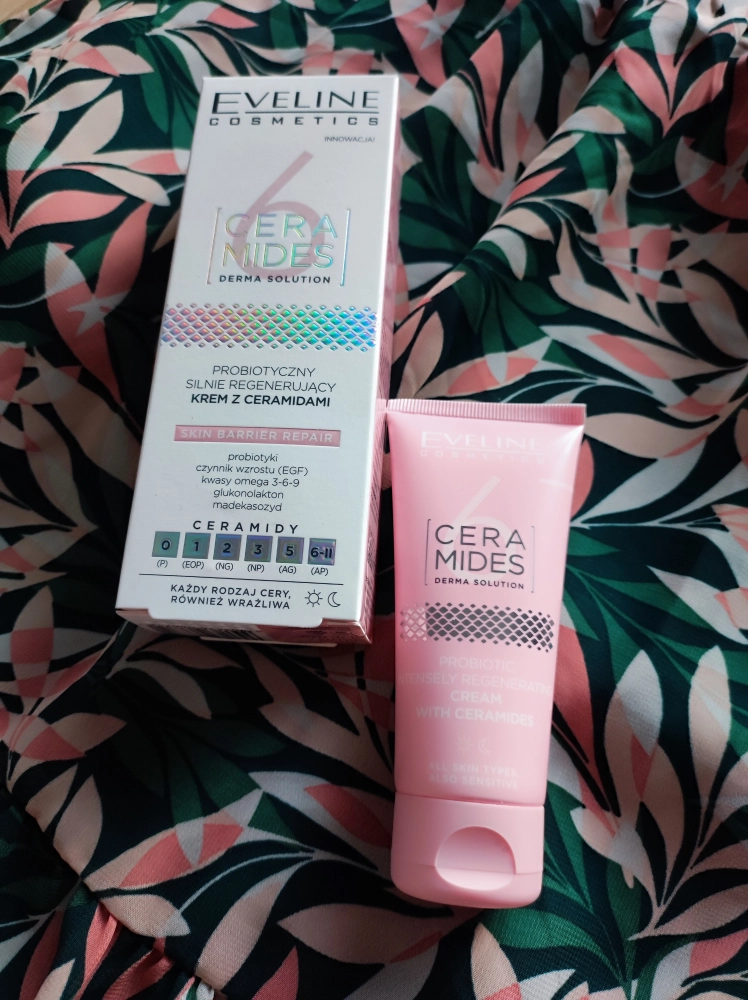 EVELINE
COSMETICS
INNOWACJA!
6
[CERA
MIDES]
DERMA SOLUTION
PROBIOTYCZNY
SILNIE REGENERUJĄCY
KREM Z CERAMIDAMI
SKIN BARRIER REPAIR
probiotyki
czynnik wzrostu (EGF)
kwasy omega 3-6-9
glukonolakton
madekasozyd
CERAMIDY
0 1 2 3 5 6-II
(P) (EOP) (NG) (NP) (AG) (AP)
KAŻDY RODZAJ CERY,
RÓWNIEŻ WRAŻLIWA
EVELINE
COSMETICS
6
[CERA
MIDES]
DERMA SOLUTION
PROBIOTIC
INTENSELY REGENERATING
CREAM
WITH CERAMIDES
ALL SKIN TYPES,
ALSO SENSITIVE